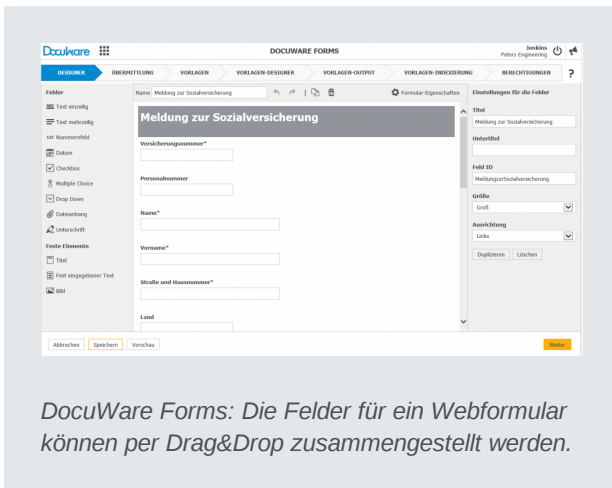 DocuWare DOCUWARE FORMS Jenkins
Peters Engineering
DESIGNER ÜBERMITTLUNG VORLAGEN VORLAGEN-DESIGNER VORLAGEN-OUTPUT VORLAGEN-INDEXIERUNG BERECHTIGUNGEN ?
Felder
Text einzeilig
Text mehrzeilig
Nummernfeld
Datum
Checkbox
Multiple Choice
Drop Down
Dateianhang
Unterschrift
Feste Elemente
Titel
Fest eingegebener Text
Bild
Name Meldung zur Sozialversicherung Formular-Eigenschaften
Meldung zur Sozialversicherung
Versicherungsnummer*
Personalnummer
Name*
Vorname*
Straße und Hausnummer*
Land
Einstellungen für die Felder
Titel
Meldung zur Sozialversicherung
Untertitel
Feld ID
MeldungzurSozialversicherung
Größe
Groß
Ausrichtung
Links
Duplizieren Löschen
Abbrechen Speichern Vorschau Weiter
DocuWare Forms: Die Felder für ein Webformular
können per Drag&Drop zusammengestellt werden.